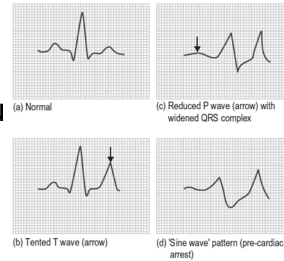 (a) Normal
(c) Reduced P wave (arrow) with
widened QRS complex
(b) Tented T wave (arrow)
(d) 'Sine wave' pattern (pre-cardiac
arrest)